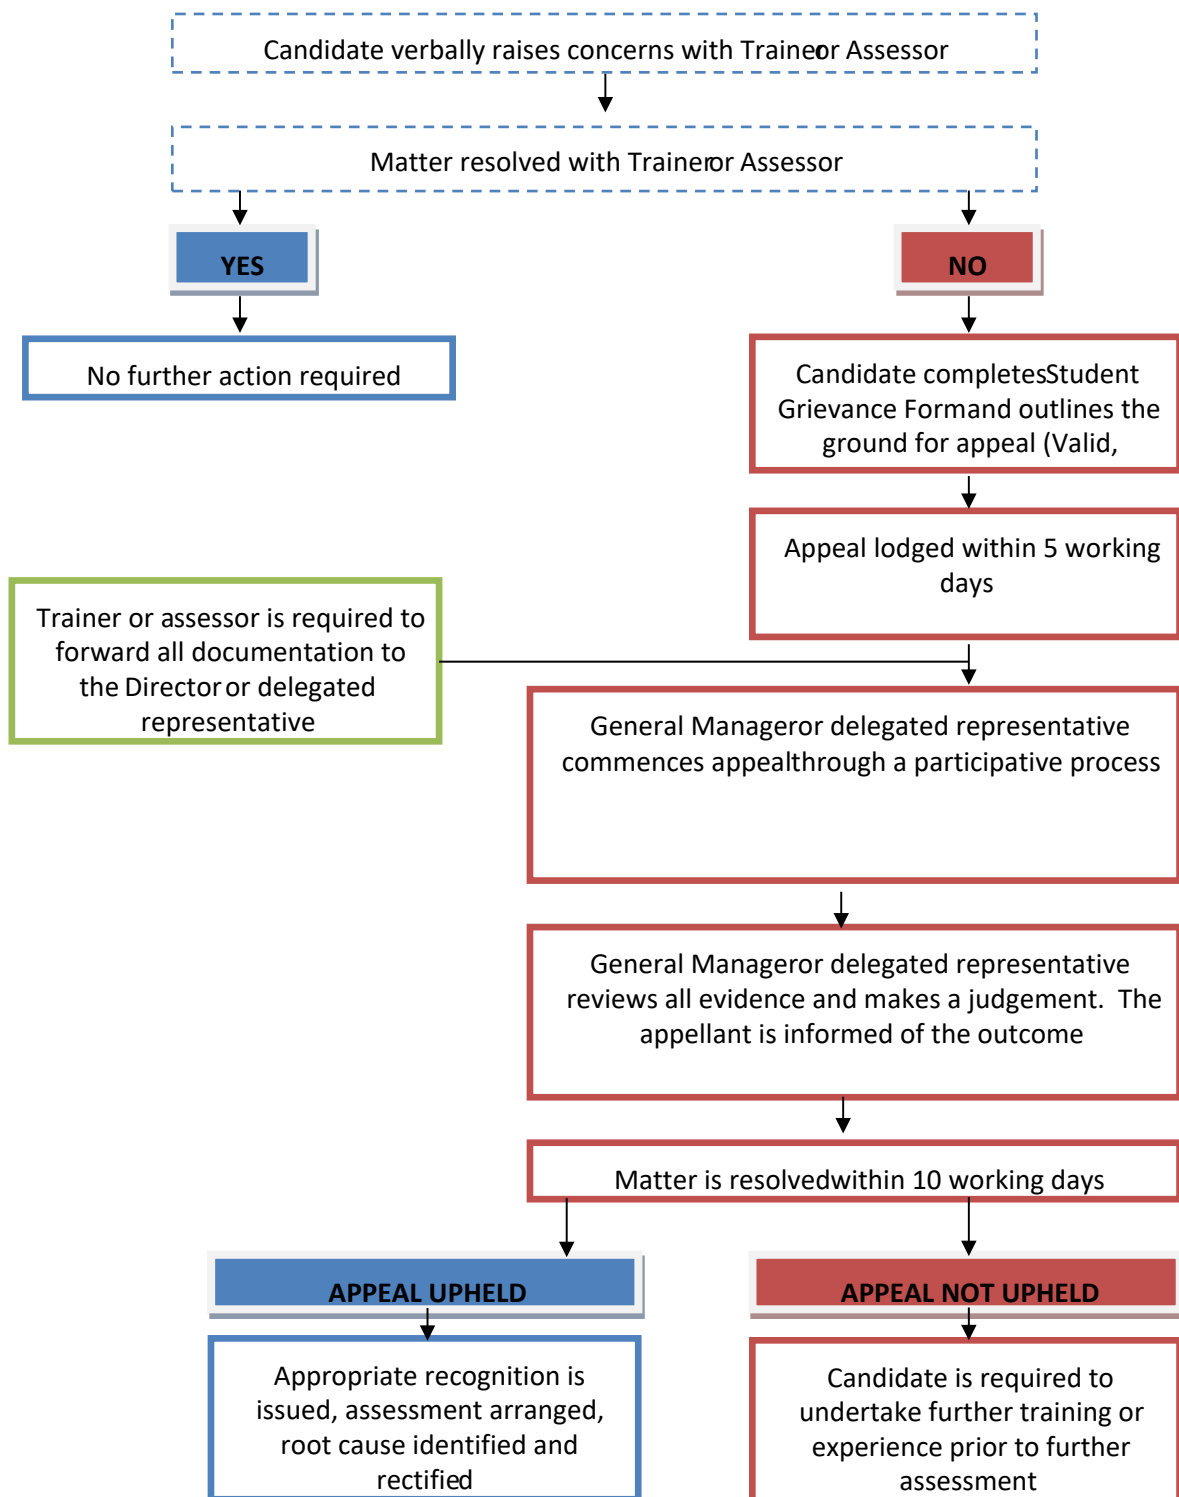 Candidate verbally raises concerns with Trainer or Assessor
Matter resolved with Trainer or Assessor
YES
NO
No further action required
Candidate completesStudent
Grievance Formand outlines the
ground for appeal (Valid,
Appeal lodged within 5 working
days
Trainer or assessor is required to
forward all documentation to
the Director or delegated
representative
General Manageror delegated representative
commences appealthrough a participative process
General Manageror delegated representative
reviews all evidence and makes a judgement. The
appellant is informed of the outcome
Matter is resolvedwithin 10 working days
APPEAL UPHELD
APPEAL NOT UPHELD
Appropriate recognition is
issued, assessment arranged,
root cause identified and
rectified
Candidate is required to
undertake further training or
experience prior to further
assessment